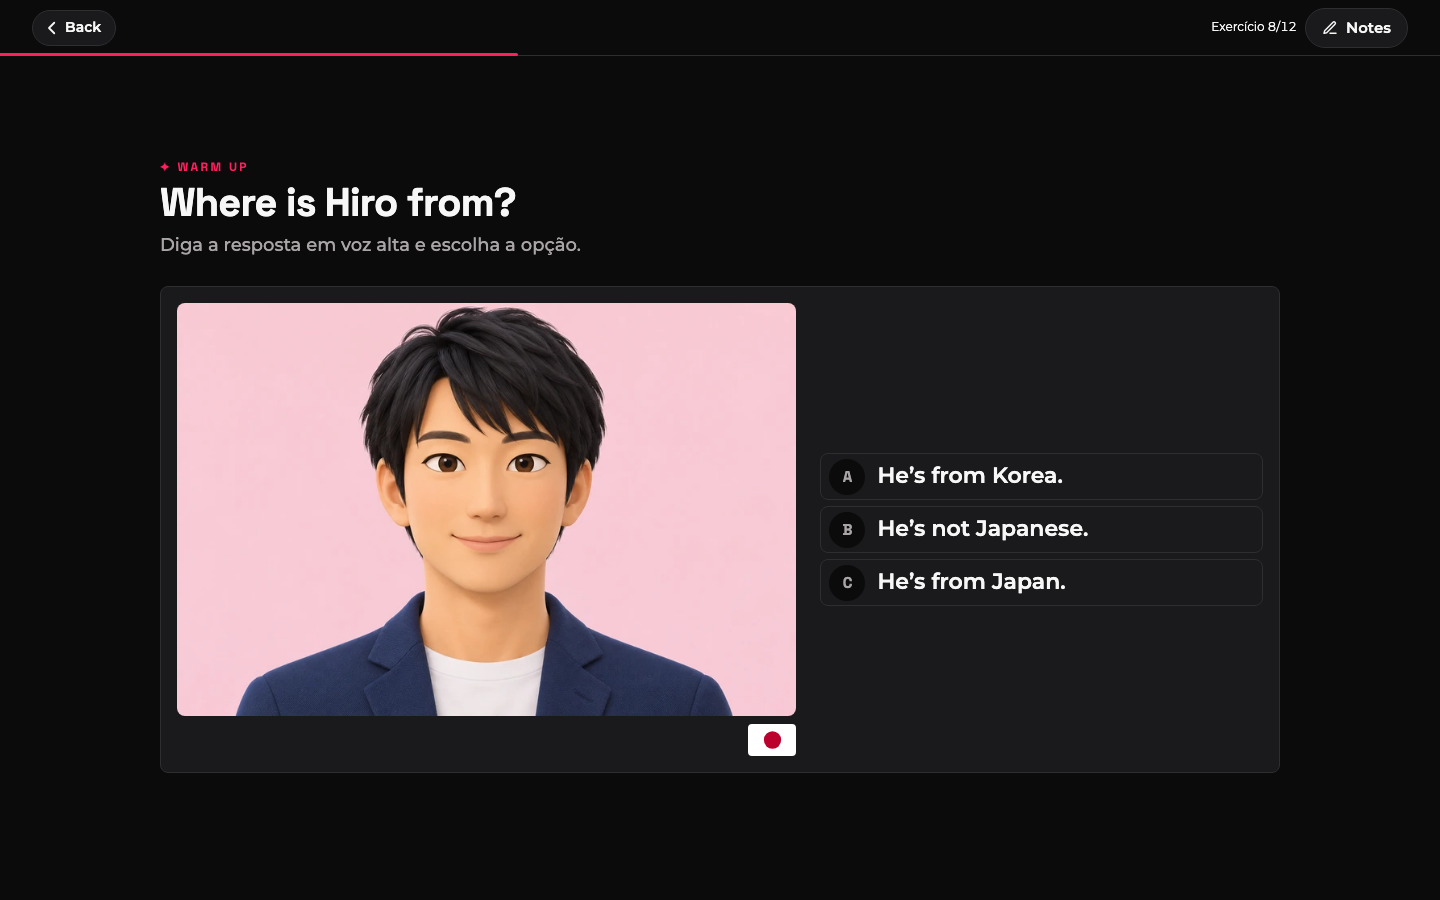 Back
Exercício 8/12
Notes
WARM UP
Where is Hiro from?
Diga a resposta em voz alta e escolha a opção.
A He’s from Korea.
B He’s not Japanese.
C He’s from Japan.